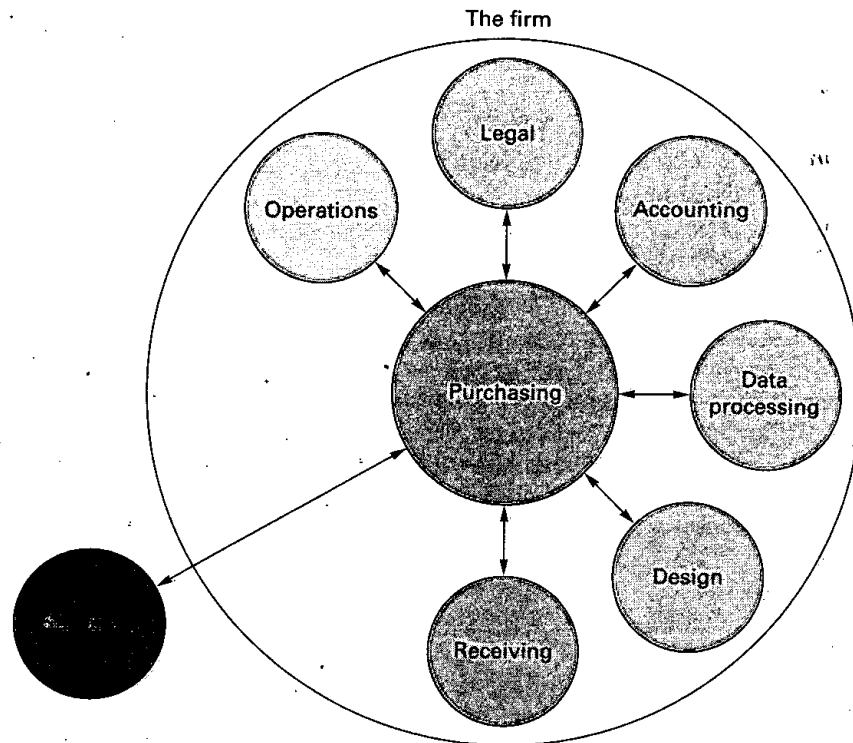 The firm
Legal
Operations
Accounting
Purchasing
Data
processing
Design
Receiving